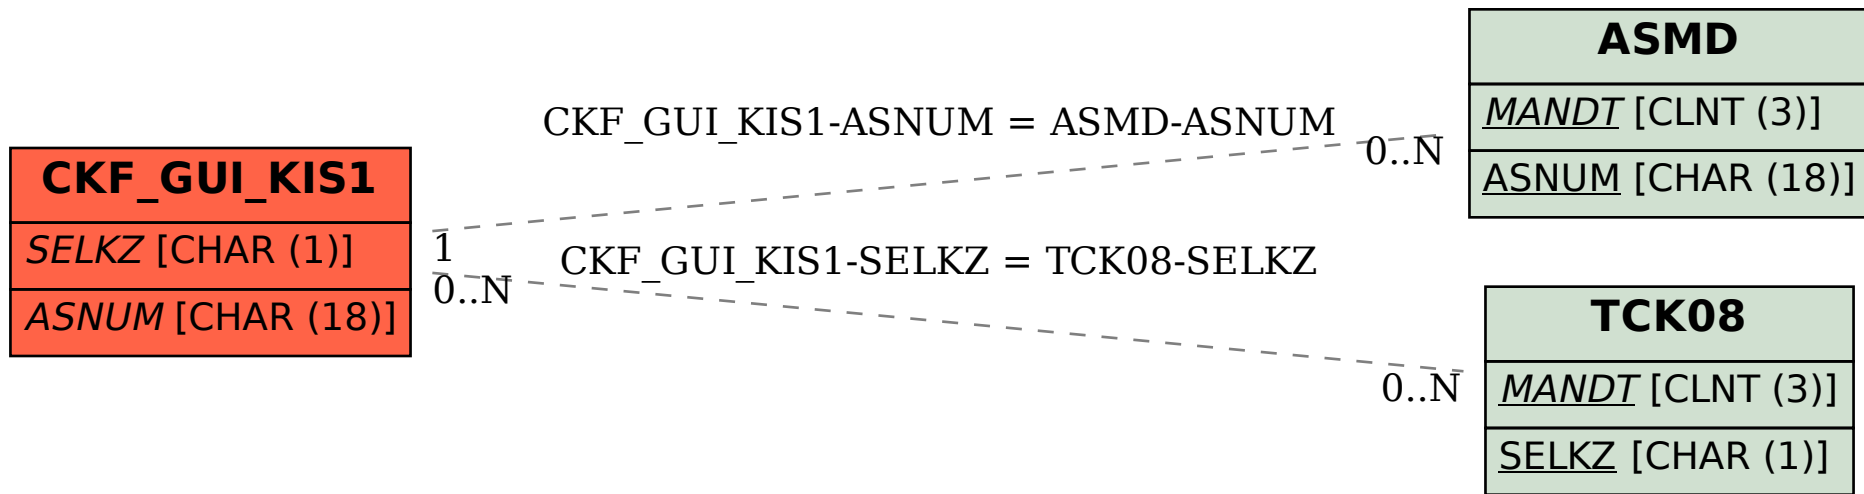 CKF_GUI_KIS1
SELKZ [CHAR (1)]
ASNUM [CHAR (18)]
CKF_GUI_KIS1-ASNUM = ASMD-ASNUM
1
0..N
CKF_GUI_KIS1-SELKZ = TCK08-SELKZ
0..N
0..N
ASMD
MANDT [CLNT (3)]
ASNUM [CHAR (18)]
TCK08
MANDT [CLNT (3)]
SELKZ [CHAR (1)]